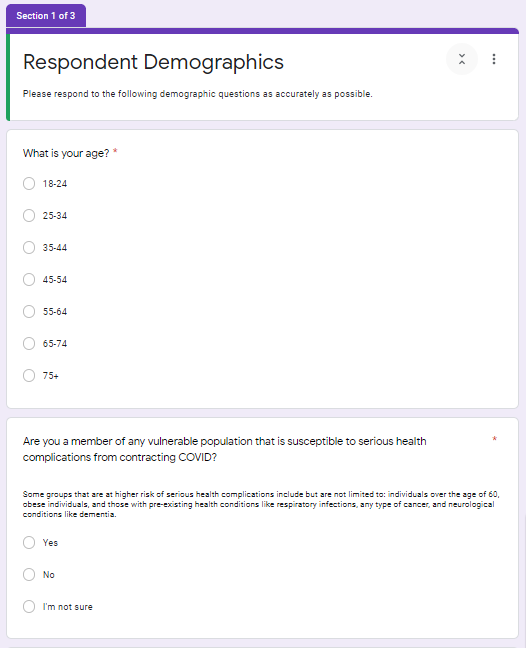 Section 1 of 3
Respondent Demographics
Please respond to the following demographic questions as accurately as possible.
What is your age? *
18-24
25-34
35-44
45-54
55-64
65-74
75+
Are you a member of any vulnerable population that is susceptible to serious health *
complications from contracting COVID?
Some groups that are at higher risk of serious health complications include but are not limited to: individuals over the age of 60,
obese individuals, and those with pre-existing health conditions like respiratory infections, any type of cancer, and neurological
conditions like dementia.
Yes
No
I'm not sure